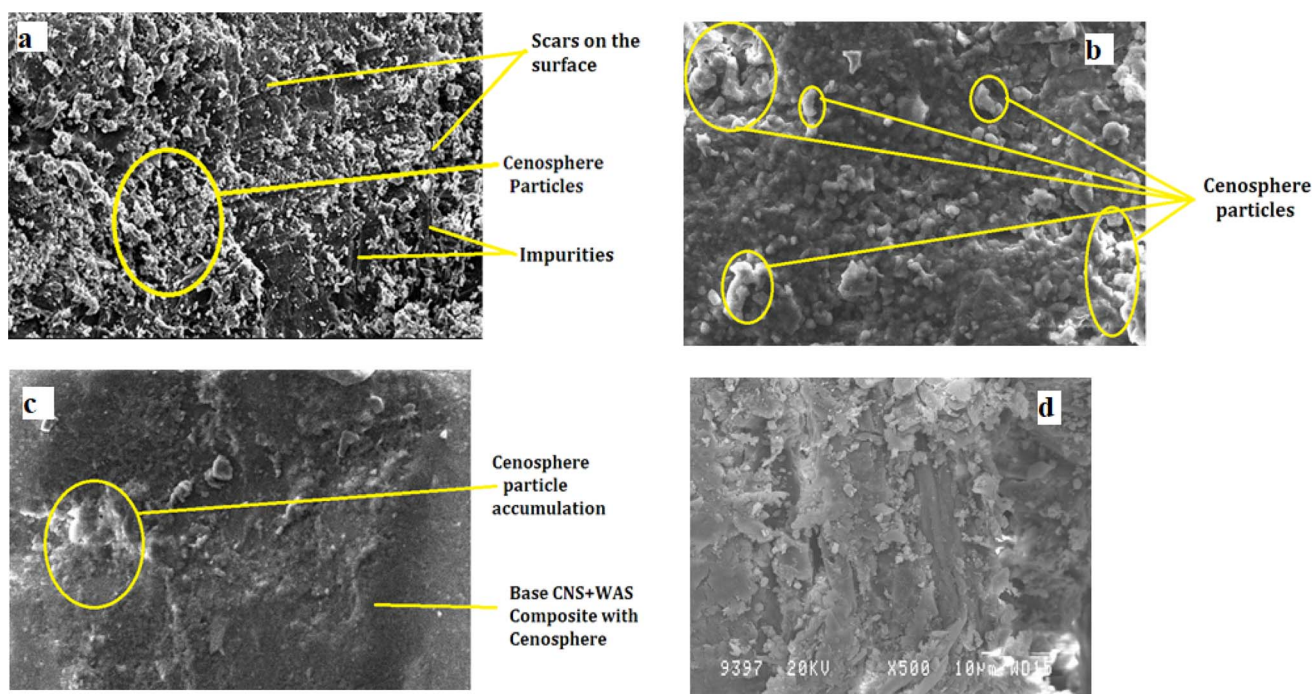 a
Scars on the
surface
Cenosphere
Particles
Impurities
b
Cenosphere
particles
c
Cenosphere
particle
accumulation
Base CNS+WAS
Composite with
Cenosphere
d
9397 20KV X500 10µm WD15